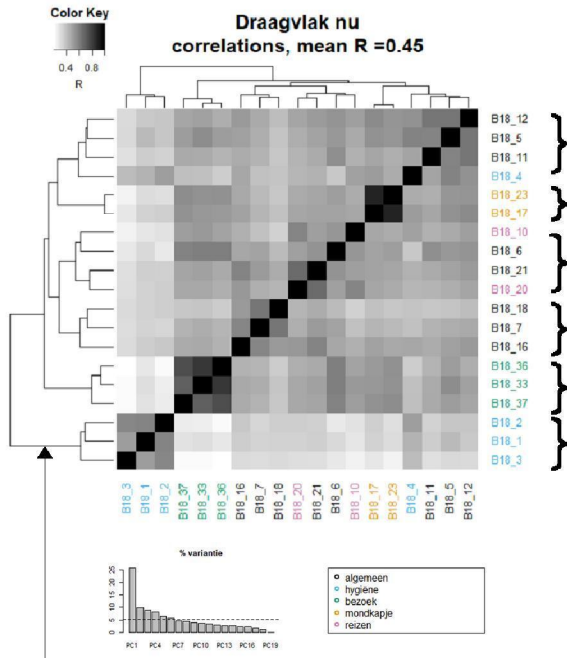 Color Key
0.4 0.8
R
Draagvlak nu
correlations, mean R =0.45
B18_12
B18_5
B18_11
B18_4
B18_23
B18_17
B18_10
B18_6
B18_21
B18_20
B18_18
B18_7
B18_16
B18_36
B18_33
B18_37
B18_2
B18_1
B18_3
B18_3 B18_1 B18_2 B18_37 B18_33 B18_36 B18_16 B18_7 B18_18 B18_20 B18_21 B18_6 B18_10 B18_17 B18_23 B18_4 B18_11 B18_5 B18_12
% variantie
25
20
15
10
5
0
PC1 PC4 PC7 PC10 PC13 PC16 PC19
algemeen
hygiëne
bezoek
mondkapje
reizen